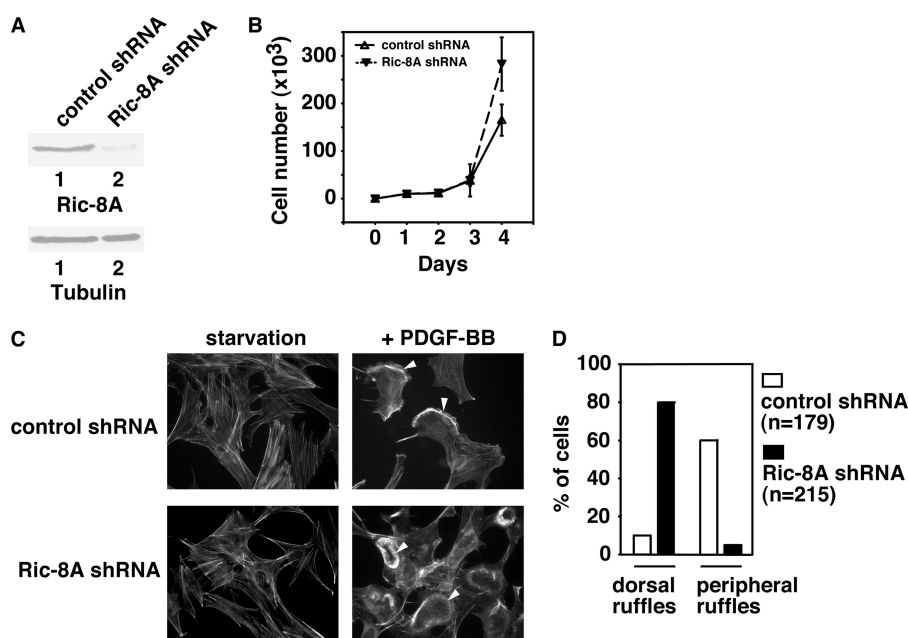 A
control shRNA
Ric-8A shRNA
1 2
Ric-8A
1 2
Tubulin
B
Cell number (x10³)
300
200
100
0
control shRNA
Ric-8A shRNA
0 1 2 3 4
Days
C
starvation
+ PDGF-BB
control shRNA
Ric-8A shRNA
D
% of cells
100
80
60
40
20
0
dorsal
ruffles
peripheral
ruffles
control shRNA
(n=179)
Ric-8A shRNA
(n=215)